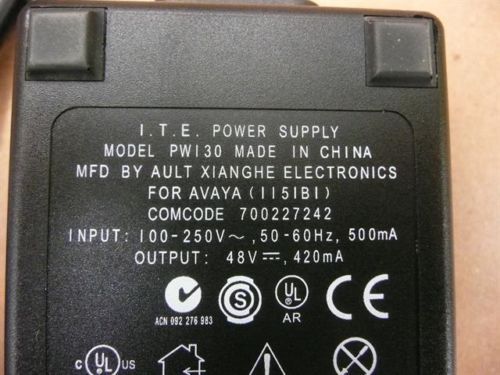 I.T.E. POWER SUPPLY
MODEL PW130 MADE IN CHINA
MFD BY AULT XIANGHE ELECTRONICS
FOR AVAYA (1151B1)
COMCODE 700227242
INPUT: 100-250V~, 50-60Hz, 500mA
OUTPUT: 48V⎓, 420mA
S UL CE
AR
ACN 092 276 983
c UL US